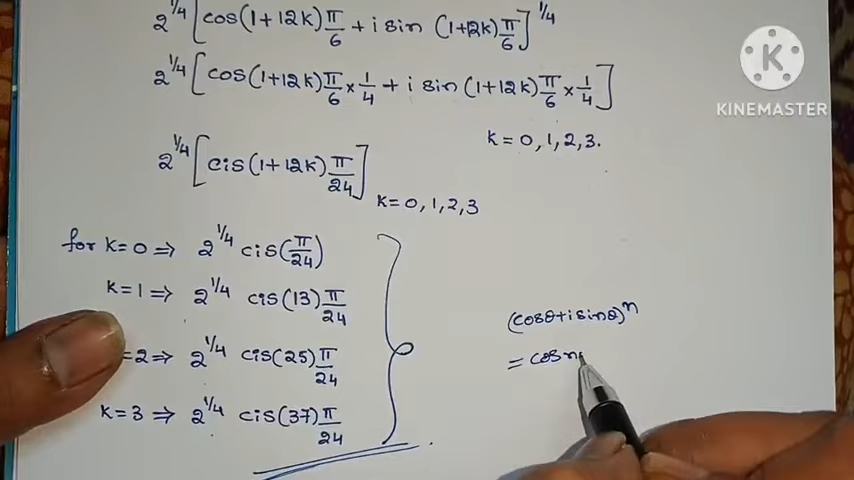 2^1/4 [cos(1+12k)π/6 + i sin (1+12k)π/6]^1/4
2^1/4 [cos(1+12k)π/6 × 1/4 + i sin (1+12k)π/6 × 1/4]
k = 0, 1, 2, 3.
2^1/4 [cis(1+12k)π/24]
k = 0, 1, 2, 3
for k=0 ⇒ 2^1/4 cis(π/24)
k=1 ⇒ 2^1/4 cis(13)π/24
=2 ⇒ 2^1/4 cis(25)π/24
k=3 ⇒ 2^1/4 cis(37)π/24
(cosθ+isinθ)^n
= cosn
K
KINEMASTER